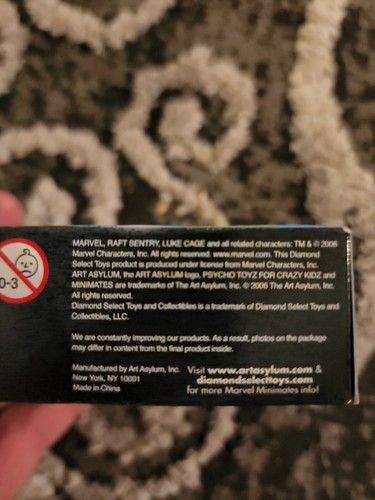 0-3
MARVEL, RAFT SENTRY, LUKE CAGE and all related characters: TM & © 2006
Marvel Characters, Inc. All rights reserved. www.marvel.com. This Diamond
Select Toys product is produced under license from Marvel Characters, Inc.
ART ASYLUM, the ART ASYLUM logo, PSYCHO TOYZ FOR CRAZY KIDZ and
MINIMATES are trademarks of The Art Asylum, Inc. © 2006 The Art Asylum, Inc.
All rights reserved.
Diamond Select Toys and Collectibles is a trademark of Diamond Select Toys and
Collectibles, LLC.
We are constantly improving our products. As a result, photos on the package
may differ in content from the final product inside.
Manufactured by Art Asylum, Inc.
New York, NY 10001
Made in China
Visit www.artasylum.com &
diamondselecttoys.com
for more Marvel Minimates info!